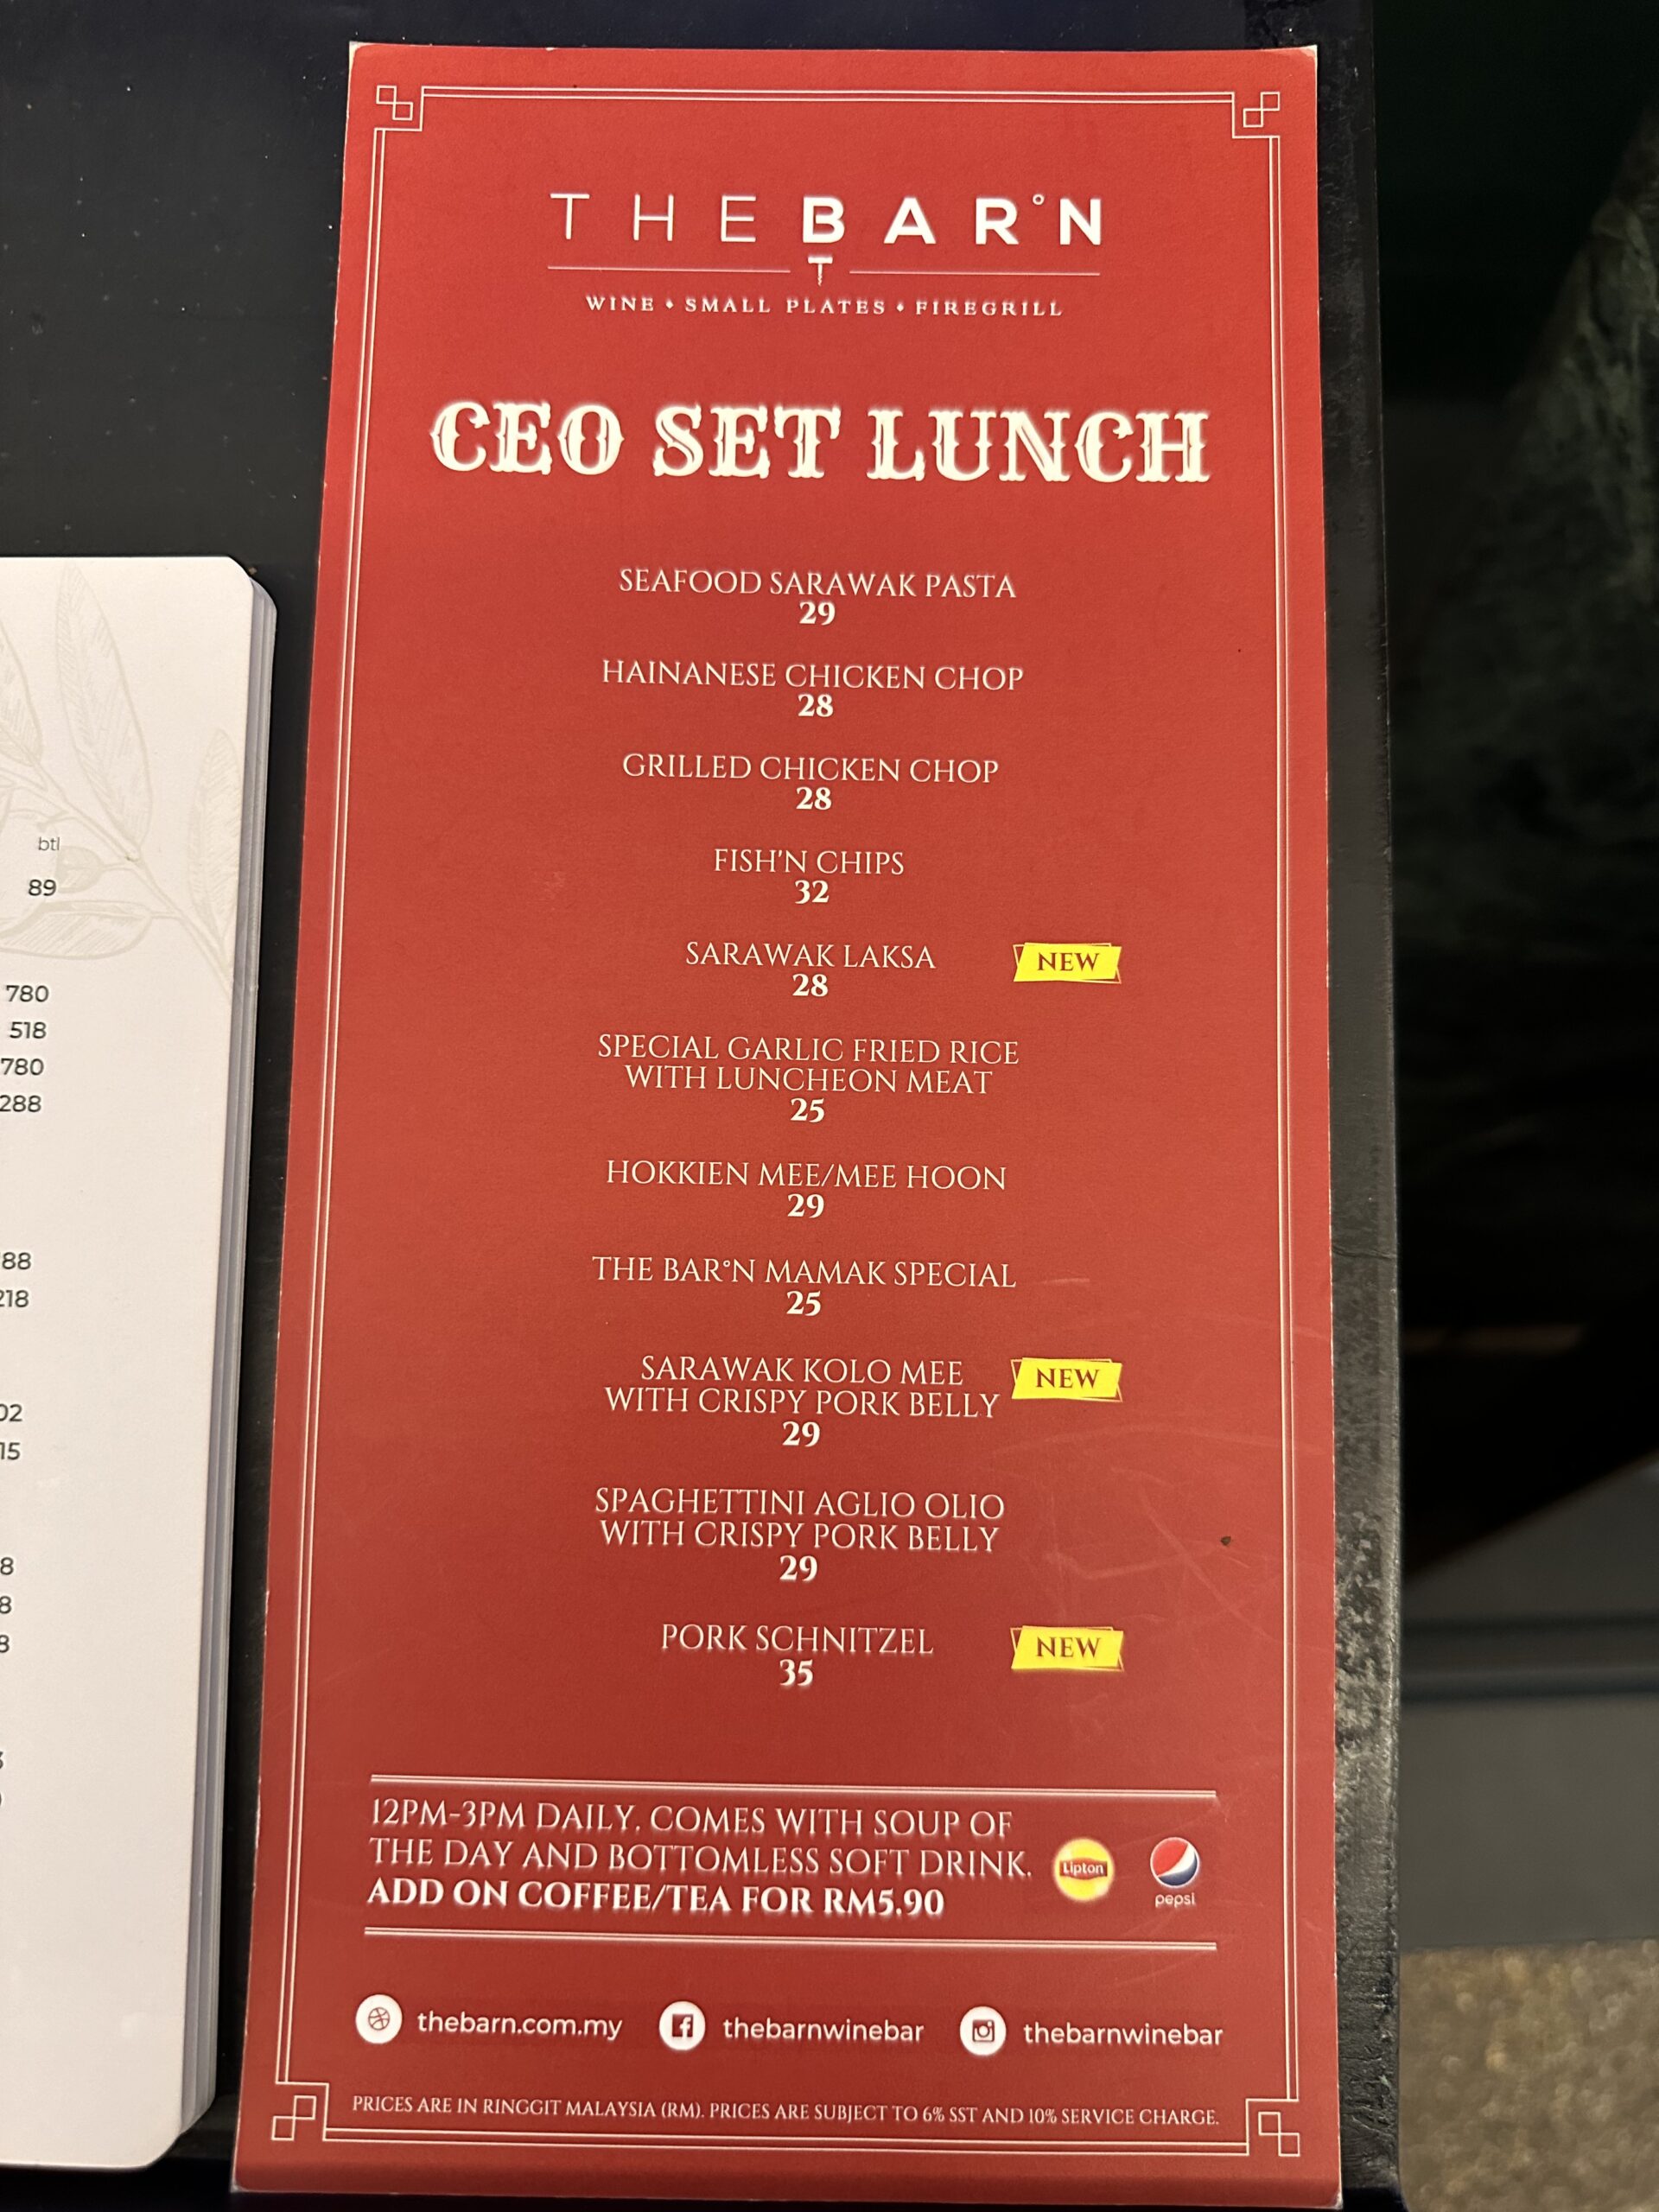 THE BAR°N
WINE • SMALL PLATES • FIREGRILL
CEO SET LUNCH
SEAFOOD SARAWAK PASTA
29
HAINANESE CHICKEN CHOP
28
GRILLED CHICKEN CHOP
28
FISH'N CHIPS
32
SARAWAK LAKSA
NEW
28
SPECIAL GARLIC FRIED RICE
WITH LUNCHEON MEAT
25
HOKKIEN MEE/MEE HOON
29
THE BAR°N MAMAK SPECIAL
25
SARAWAK KOLO MEE
NEW
WITH CRISPY PORK BELLY
29
SPAGHETTINI AGLIO OLIO
WITH CRISPY PORK BELLY
29
PORK SCHNITZEL
NEW
35
12PM-3PM DAILY. COMES WITH SOUP OF
THE DAY AND BOTTOMLESS SOFT DRINK.
ADD ON COFFEE/TEA FOR RM5.90
Lipton
pepsi
thebarn.com.my
thebarnwinebar
thebarnwinebar
PRICES ARE IN RINGGIT MALAYSIA (RM). PRICES ARE SUBJECT TO 6% SST AND 10% SERVICE CHARGE.
btl
89
780
518
780
288